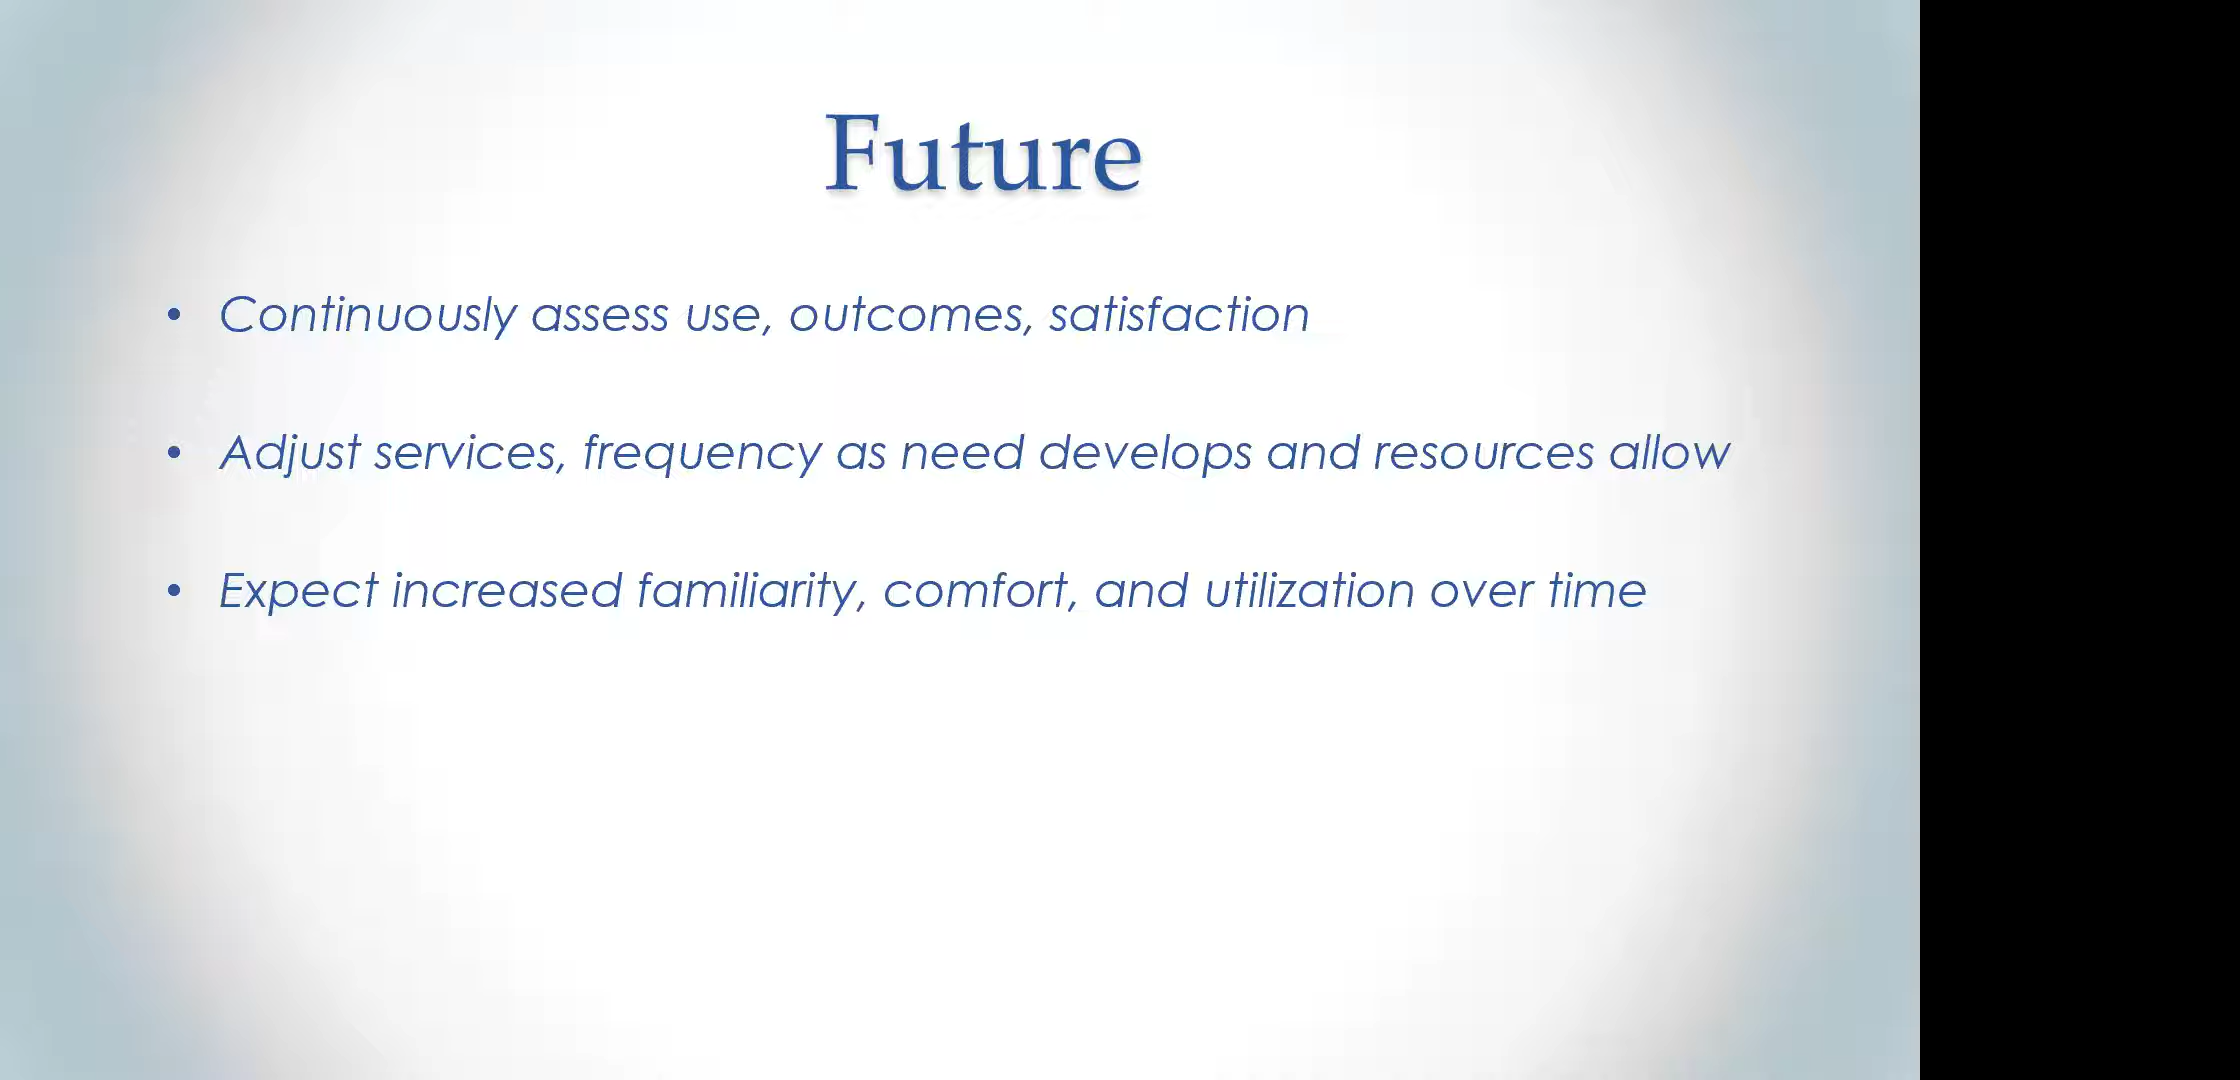 Future
• Continuously assess use, outcomes, satisfaction
• Adjust services, frequency as need develops and resources allow
• Expect increased familiarity, comfort, and utilization over time